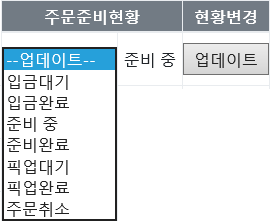 주문준비현황 현황변경
--업데이트-- 준비 중 업데이트
입금대기
입금완료
준비 중
준비완료
픽업대기
픽업완료
주문취소